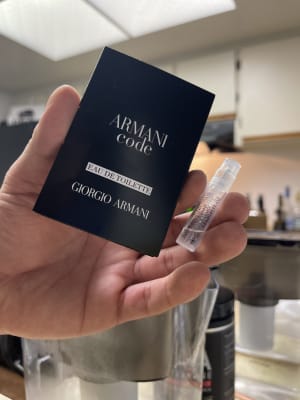 ARMANI
code
EAU DE TOILETTE
GIORGIO ARMANI